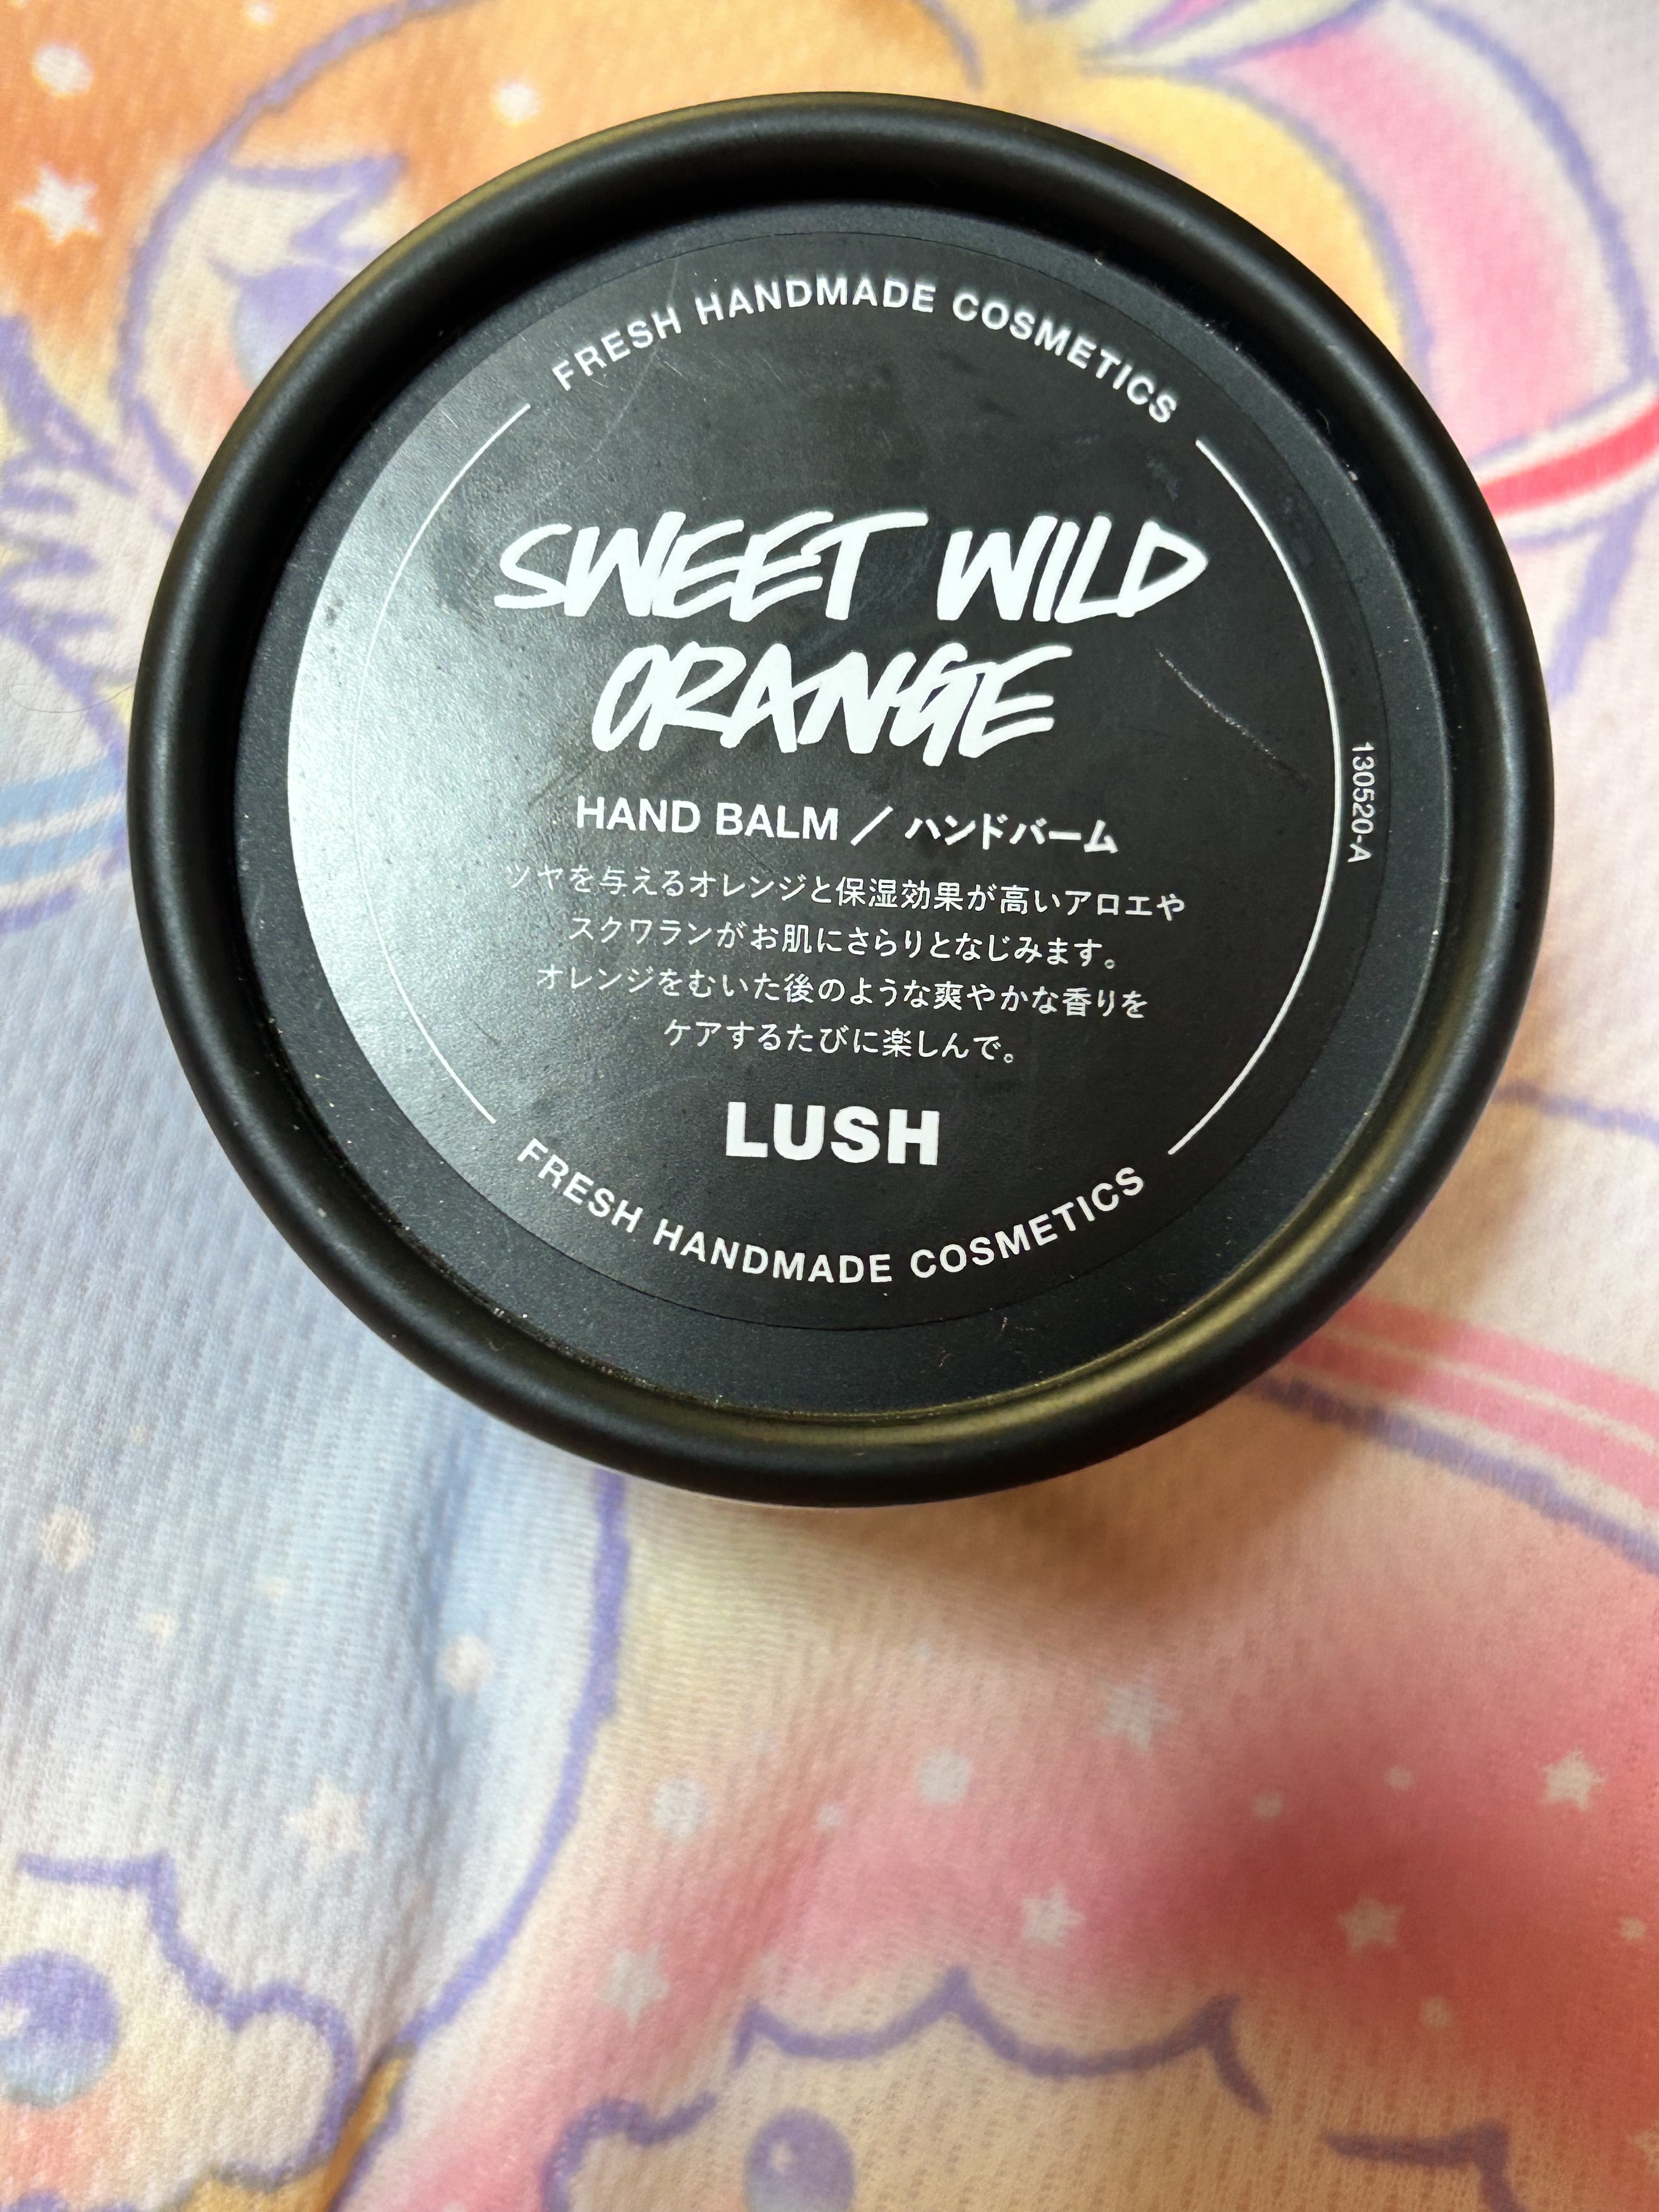 FRESH HANDMADE COSMETICS
SWEET WILD
ORANGE
HAND BALM／ハンドバーム
ツヤを与えるオレンジと保湿効果が高いアロエや
スクワランがお肌にさらりとなじみます。
オレンジをむいた後のような爽やかな香りを
ケアするたびに楽しんで。
LUSH
FRESH HANDMADE COSMETICS
130520-A